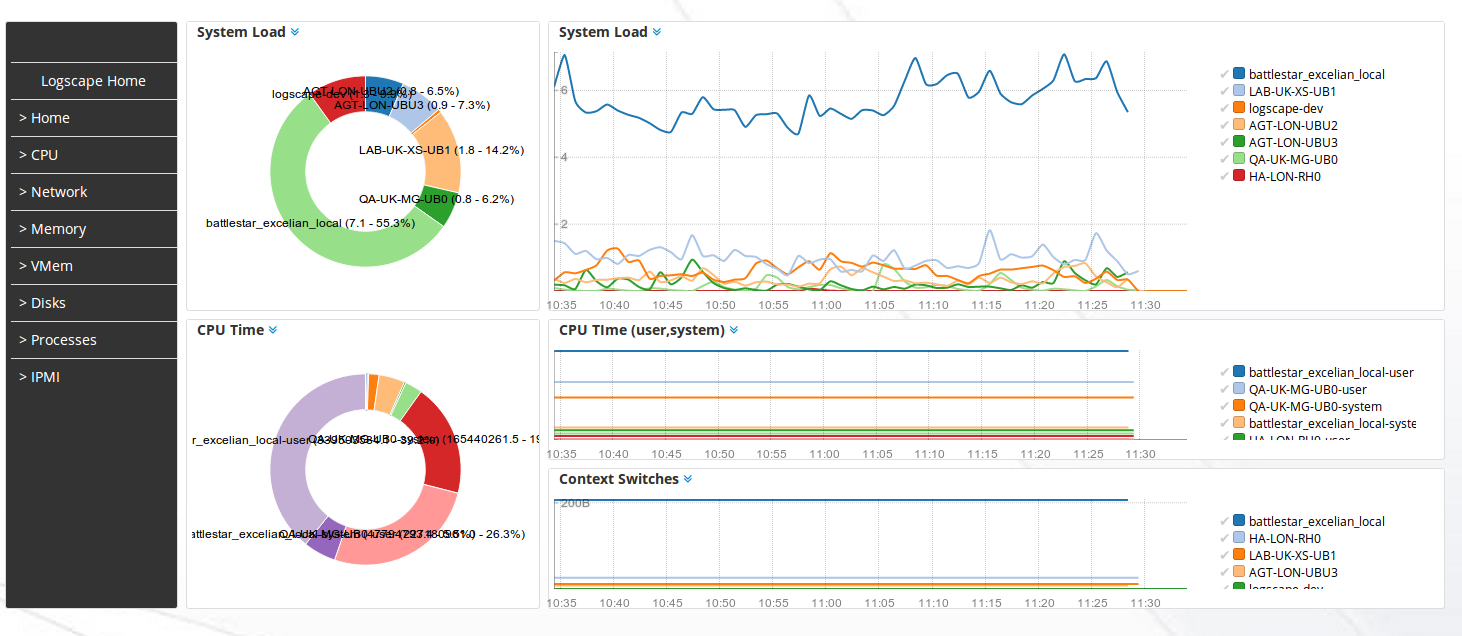 Logscape Home
> Home
> CPU
> Network
> Memory
> VMem
> Disks
> Processes
> IPMI
System Load
AGT-LON-UBU2 (0.8 - 6.5%)
logscape-dev
AGT-LON-UBU3 (0.9 - 7.3%)
LAB-UK-XS-UB1 (1.8 - 14.2%)
QA-UK-MG-UB0 (0.8 - 6.2%)
battlestar_excelian_local (7.1 - 55.3%)
System Load
6
4
2
10:35 10:40 10:45 10:50 10:55 11:00 11:05 11:10 11:15 11:20 11:25 11:30
battlestar_excelian_local
LAB-UK-XS-UB1
logscape-dev
AGT-LON-UBU2
AGT-LON-UBU3
QA-UK-MG-UB0
HA-LON-RH0
CPU Time
r_excelian_local-user
QA-UK-MG-UB0-system (165440261.5 - 19
attlestar_excelian_local-system
- 26.3%)
CPU TIme (user,system)
10:35 10:40 10:45 10:50 10:55 11:00 11:05 11:10 11:15 11:20 11:25 11:30
battlestar_excelian_local-user
QA-UK-MG-UB0-user
QA-UK-MG-UB0-system
battlestar_excelian_local-syste
HA-LON-RH0-user
Context Switches
200B
10:35 10:40 10:45 10:50 10:55 11:00 11:05 11:10 11:15 11:20 11:25 11:30
battlestar_excelian_local
HA-LON-RH0
LAB-UK-XS-UB1
AGT-LON-UBU3
logscape-dev